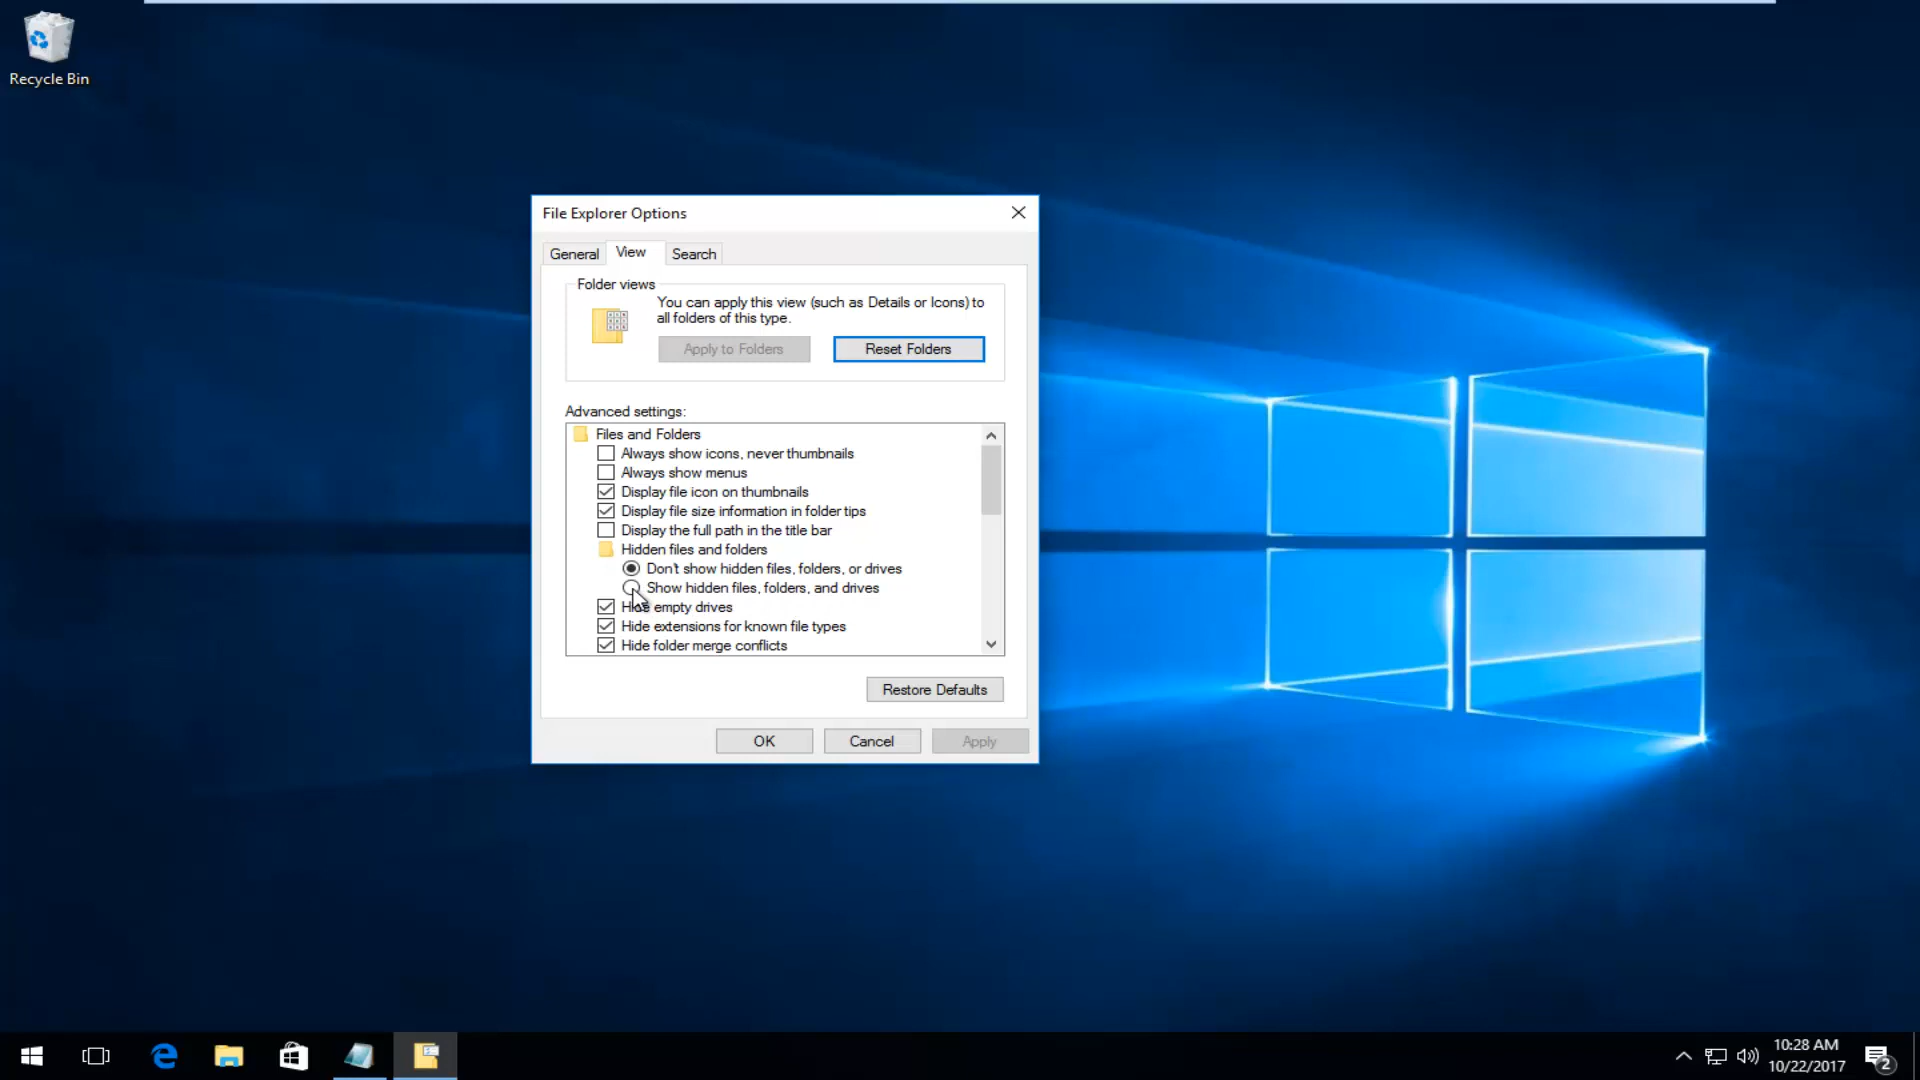 Recycle Bin
File Explorer Options
General
View
Search
Folder views
You can apply this view (such as Details or Icons) to
all folders of this type.
Apply to Folders
Reset Folders
Advanced settings:
Files and Folders
Always show icons, never thumbnails
Always show menus
Display file icon on thumbnails
Display file size information in folder tips
Display the full path in the title bar
Hidden files and folders
Don't show hidden files, folders, or drives
Show hidden files, folders, and drives
Hide empty drives
Hide extensions for known file types
Hide folder merge conflicts
Restore Defaults
OK
Cancel
Apply
10:28 AM
10/22/2017
2